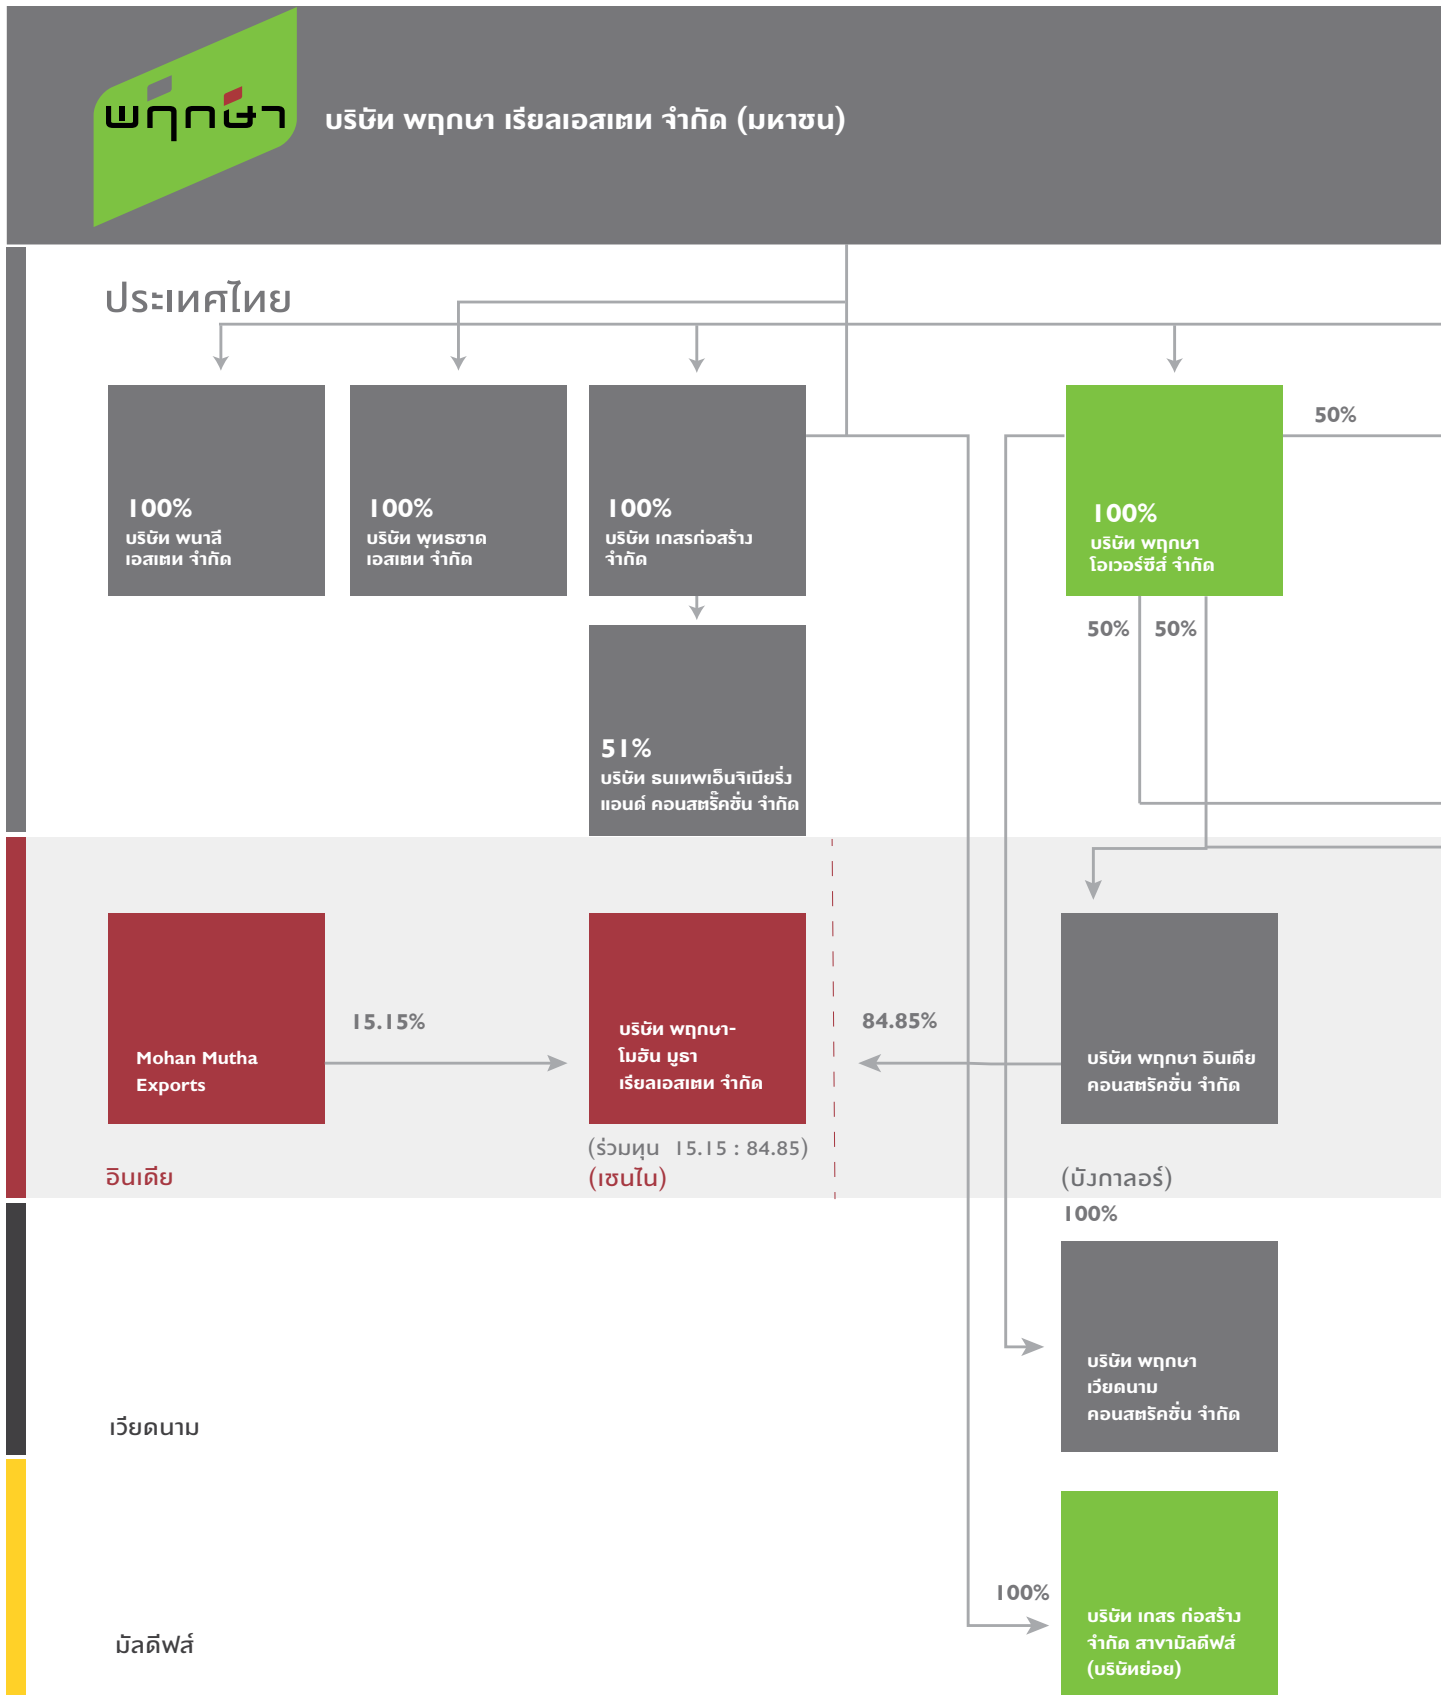 พฤกษา
บริษัท พฤกษา เรียลเอสเตท จำกัด (มหาชน)
ประเทศไทย
50%
100%
บริษัท พนาลี
เอสเตท จำกัด
100%
บริษัท พุทธชาด
เอสเตท จำกัด
100%
บริษัท เกสรก่อสร้าง
จำกัด
100%
บริษัท พฤกษา
โอเวอร์ซีส์ จำกัด
50% 50%
51%
บริษัท ธนเทพเอ็นจิเนียริ่ง
แอนด์ คอนสตรั๊คชั่น จำกัด
Mohan Mutha
Exports
15.15%
บริษัท พฤกษา-
โมฮัน มูธา
เรียลเอสเตท จำกัด
84.85%
บริษัท พฤกษา อินเดีย
คอนสตรัคชั่น จำกัด
(ร่วมทุน 15.15 : 84.85)
อินเดีย
(เชนไน)
(บังกาลอร์)
100%
บริษัท พฤกษา
เวียดนาม
คอนสตรัคชั่น จำกัด
เวียดนาม
100%
บริษัท เกสร ก่อสร้าง
จำกัด สาขามัลดีฟส์
(บริษัทย่อย)
มัลดีฟส์